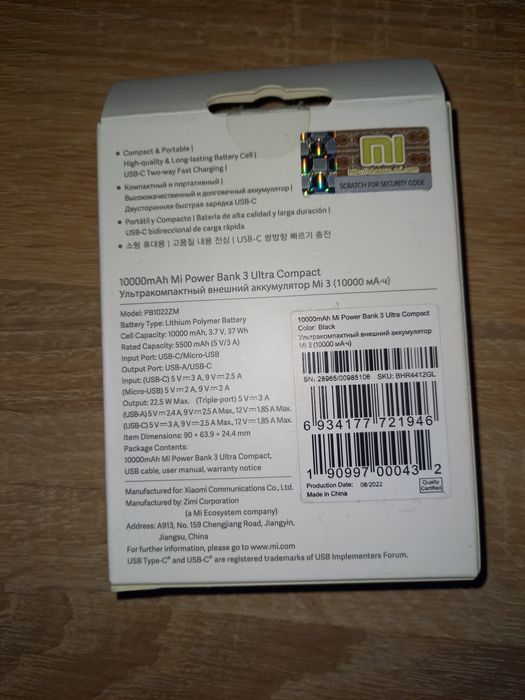 • Compact & Portable |
High-quality & Long-lasting Battery Cell |
USB-C Two-way Fast Charging |
• Компактный и портативный |
Высококачественный и долговечный аккумулятор |
Двусторонняя быстрая зарядка USB-C
• Portátil y Compacto | Batería de alta calidad y larga duración |
USB-C bidireccional de carga rápida
• 소형 휴대용 | 고품질 내용 전심 | USB-C 쌍방향 빠르기 충전
mi
SCRATCH FOR SECURITY CODE
10000mAh Mi Power Bank 3 Ultra Compact
Ультракомпактный внешний аккумулятор Mi 3 (10000 мА·ч)
Model: PB1022ZM
Battery Type: Lithium Polymer Battery
Cell Capacity: 10000 mAh, 3.7 V, 37 Wh
Rated Capacity: 5500 mAh (5 V/3 A)
Input Port: USB-C/Micro-USB
Output Port: USB-A/USB-C
Input: (USB-C) 5 V⎓3 A, 9 V⎓2.5 A
(Micro-USB) 5 V⎓2 A, 9 V⎓2 A
Output: 22.5 W Max. (Triple-port) 5 V⎓3 A
(USB-A) 5 V⎓2.4 A, 9 V⎓2.5 A Max., 12 V⎓1.85 A Max.
(USB-C) 5 V⎓3 A, 9 V⎓2.5 A Max., 12 V⎓1.85 A Max.
Item Dimensions: 90 × 63.9 × 24.4 mm
Package Contents:
10000mAh Mi Power Bank 3 Ultra Compact,
USB cable, user manual, warranty notice
10000mAh Mi Power Bank 3 Ultra Compact
Color: Black
Ультракомпактный внешний аккумулятор
Mi 3 (10000 мА·ч)
SN: 28965/00985106 SKU: BHR4412GL
6 934177 721946
1 90997 00043 2
Production Date: 08/2022
Made in China
Quality Certified
Manufactured for: Xiaomi Communications Co., Ltd.
Manufactured by: Zimi Corporation
(a Mi Ecosystem company)
Address: A913, No. 159 Chengjiang Road, Jiangyin,
Jiangsu, China
For further information, please go to www.mi.com
USB Type-C® and USB-C® are registered trademarks of USB Implementers Forum.